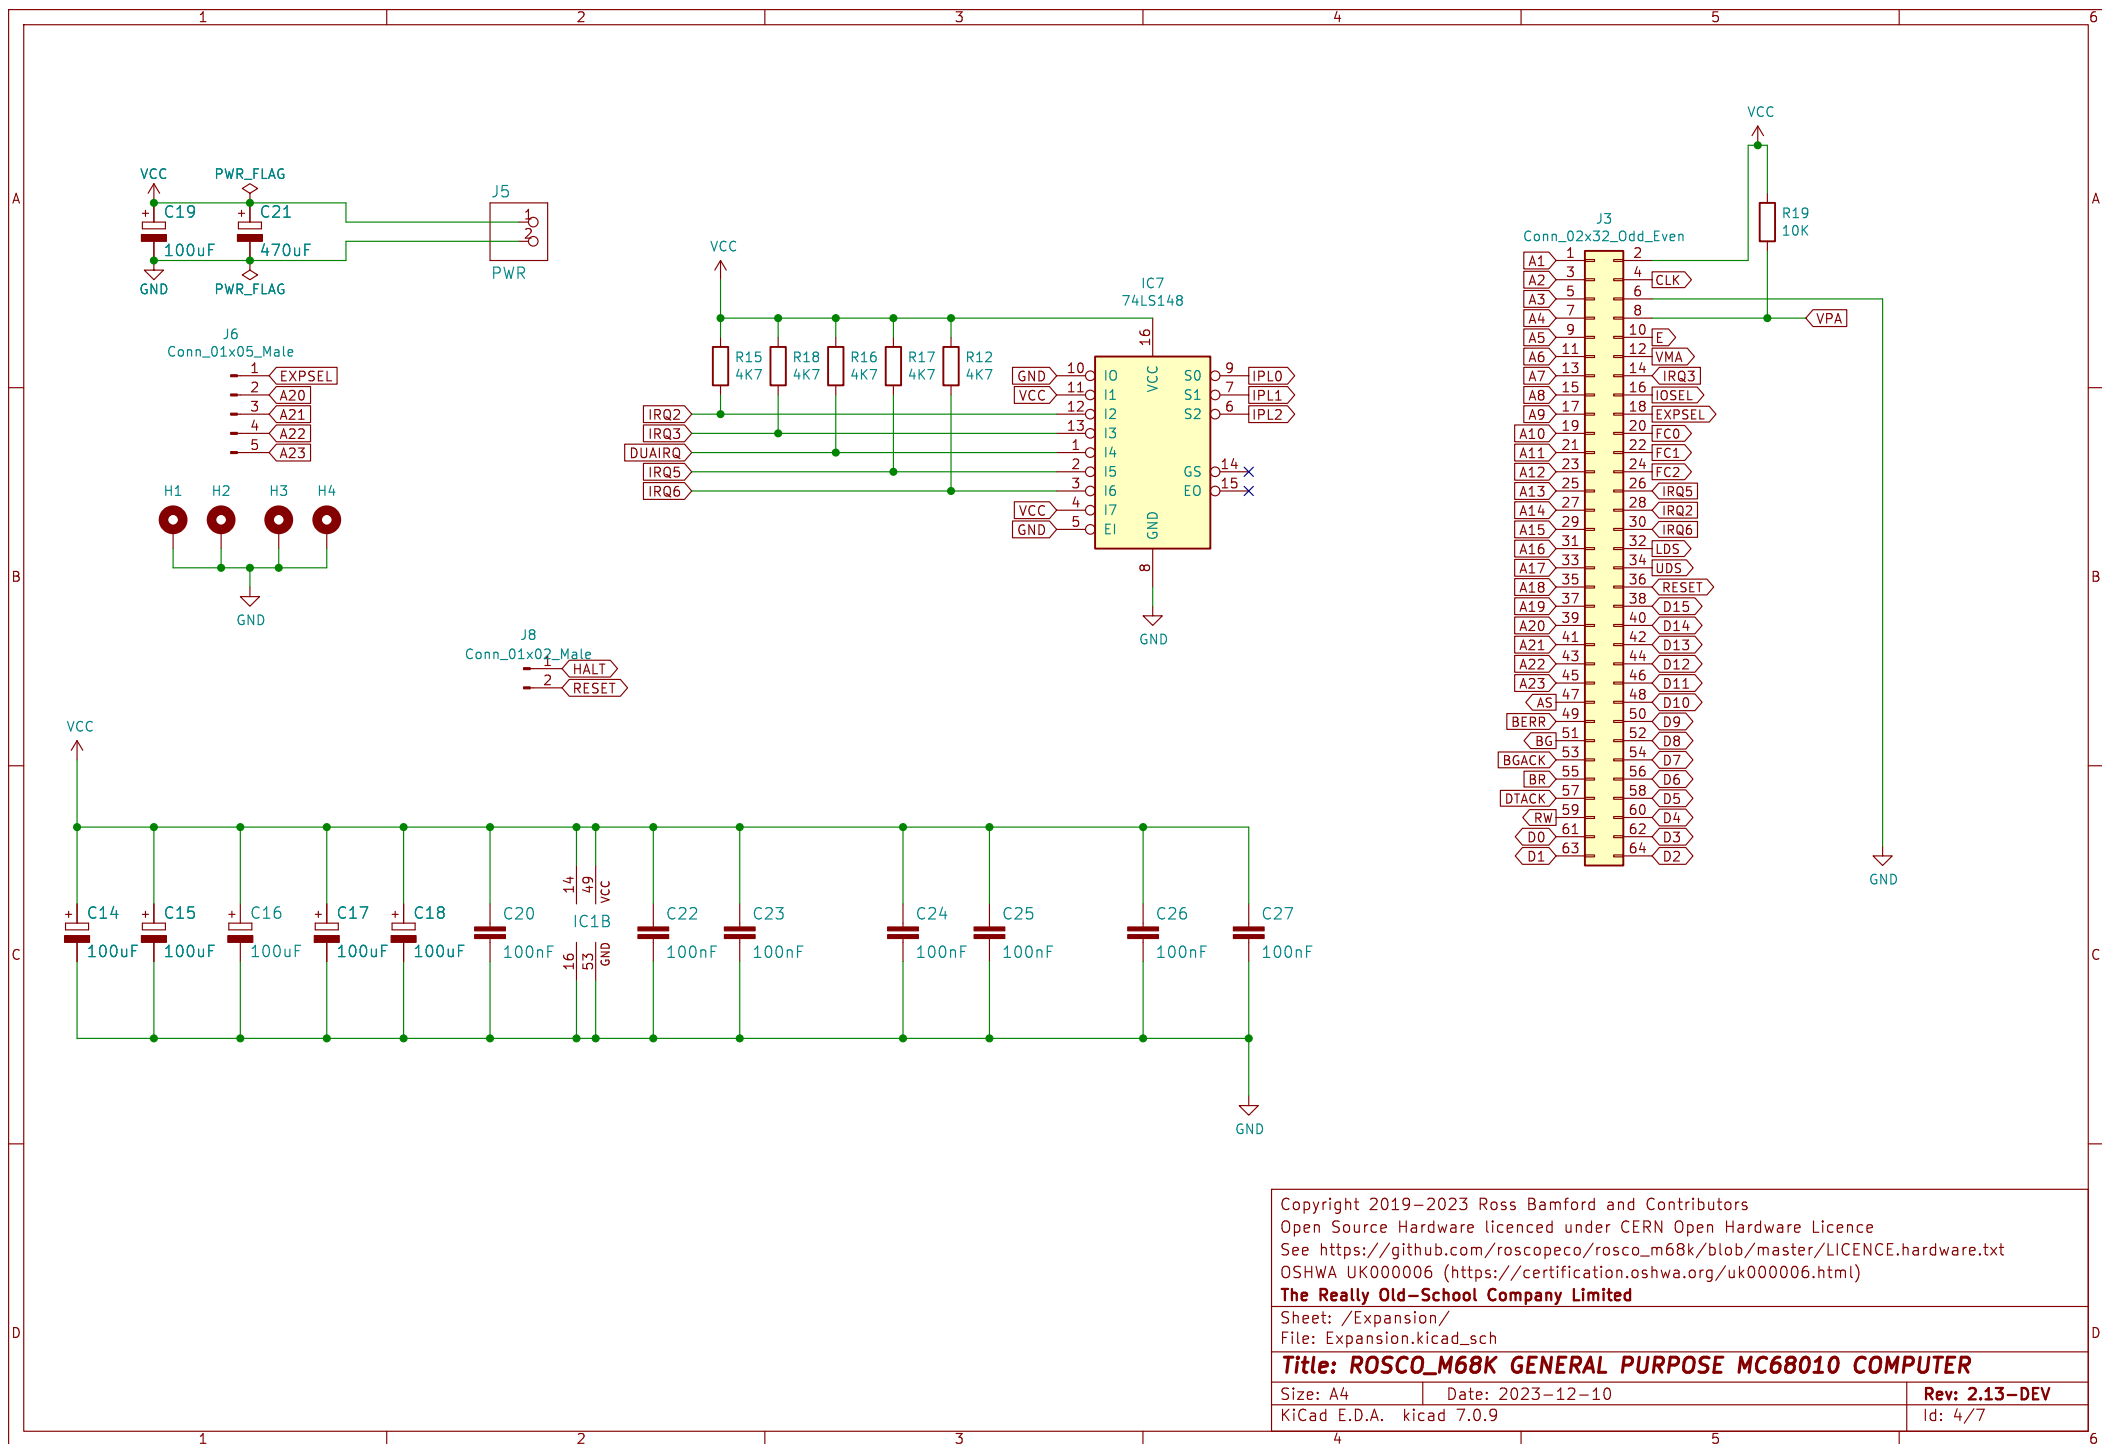 1 2 3 4 5 6
A
B
C
D
VCC
PWR_FLAG
C19
100uF
C21
470uF
GND
PWR_FLAG
J5
1
2
PWR
J6
Conn_01x05_Male
1 EXPSEL
2 A20
3 A21
4 A22
5 A23
H1 H2 H3 H4
GND
J8
Conn_01x02_Male
1 HALT
2 RESET
VCC
R15 4K7
R18 4K7
R16 4K7
R17 4K7
R12 4K7
IRQ2
IRQ3
DUAIRQ
IRQ5
IRQ6
IC7
74LS148
16
VCC
GND 10 I0
VCC 11 I1
12 I2
13 I3
1 I4
2 I5
3 I6
VCC 4 I7
GND 5 EI
S0 9 IPL0
S1 7 IPL1
S2 6 IPL2
GS 14
EO 15
GND
8
GND
VCC
R19
10K
VPA
J3
Conn_02x32_Odd_Even
A1 1 2
A2 3 4 CLK
A3 5 6
A4 7 8
A5 9 10 E
A6 11 12 VMA
A7 13 14 IRQ3
A8 15 16 IOSEL
A9 17 18 EXPSEL
A10 19 20 FC0
A11 21 22 FC1
A12 23 24 FC2
A13 25 26 IRQ5
A14 27 28 IRQ2
A15 29 30 IRQ6
A16 31 32 LDS
A17 33 34 UDS
A18 35 36 RESET
A19 37 38 D15
A20 39 40 D14
A21 41 42 D13
A22 43 44 D12
A23 45 46 D11
AS 47 48 D10
BERR 49 50 D9
BG 51 52 D8
BGACK 53 54 D7
BR 55 56 D6
DTACK 57 58 D5
RW 59 60 D4
D0 61 62 D3
D1 63 64 D2
GND
VCC
C14 100uF
C15 100uF
C16 100uF
C17 100uF
C18 100uF
C20 100nF
14 49 VCC
IC1B
16 53 GND
C22 100nF
C23 100nF
C24 100nF
C25 100nF
C26 100nF
C27 100nF
GND
Copyright 2019-2023 Ross Bamford and Contributors
Open Source Hardware licenced under CERN Open Hardware Licence
See https://github.com/roscopeco/rosco_m68k/blob/master/LICENCE.hardware.txt
OSHWA UK000006 (https://certification.oshwa.org/uk000006.html)
The Really Old-School Company Limited
Sheet: /Expansion/
File: Expansion.kicad_sch
Title: ROSCO_M68K GENERAL PURPOSE MC68010 COMPUTER
Size: A4 Date: 2023-12-10 Rev: 2.13-DEV
KiCad E.D.A. kicad 7.0.9 Id: 4/7
A
B
C
D
1 2 3 4 5 6